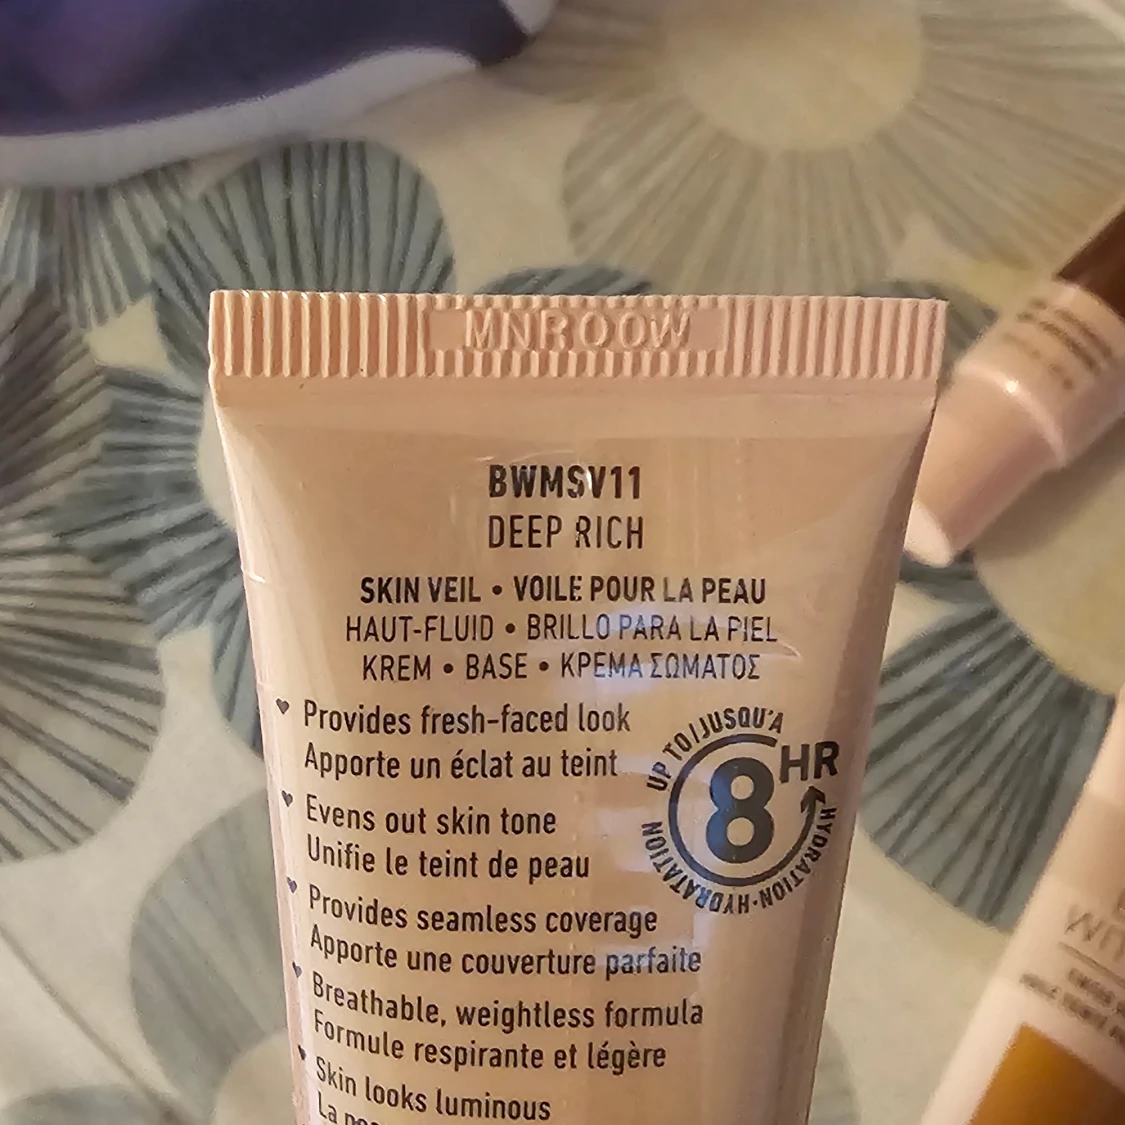 MNROOW
BWMSV11
DEEP RICH
SKIN VEIL • VOILE POUR LA PEAU
HAUT-FLUID • BRILLO PARA LA PIEL
KREM • BASE • ΚΡΕΜΑ ΣΩΜΑΤΟΣ
♥ Provides fresh-faced look
Apporte un éclat au teint
♥ Evens out skin tone
Unifie le teint de peau
♥ Provides seamless coverage
Apporte une couverture parfaite
♥ Breathable, weightless formula
Formule respirante et légère
♥ Skin looks luminous
La
UP TO/JUSQU'À
8HR
HYDRATION•HYDRATATION